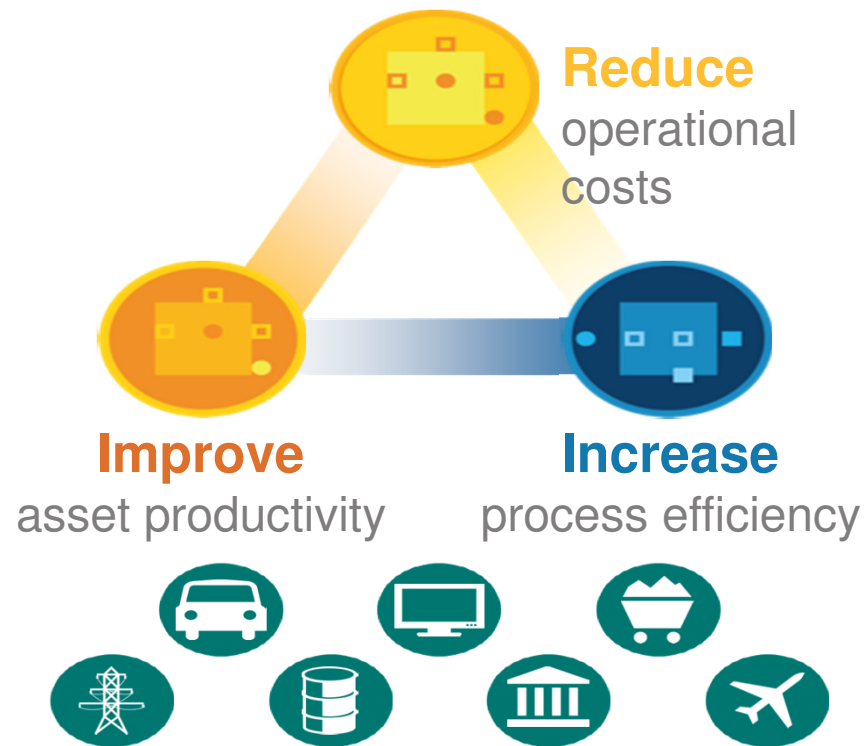 Reduce
operational
costs
Improve
asset productivity
Increase
process efficiency